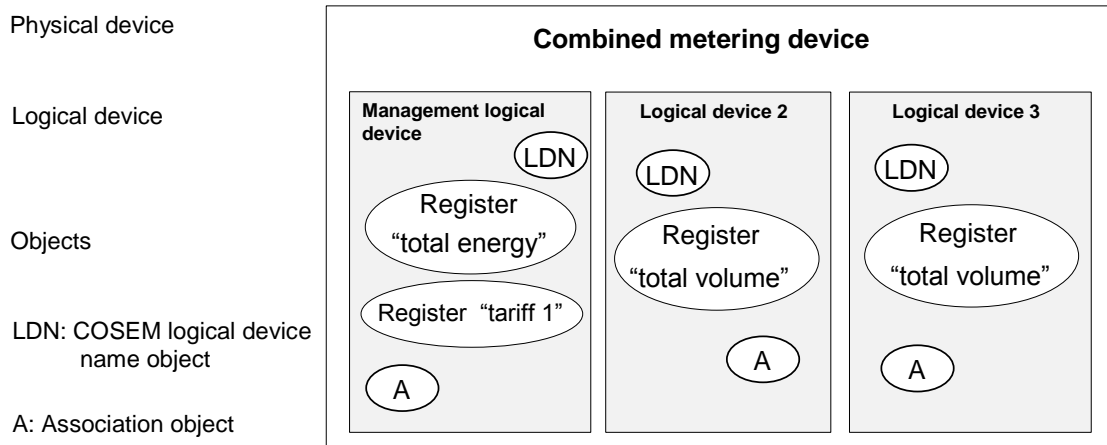 Physical device
Combined metering device
Logical device
Management logical
device
LDN
Register
“total energy”
Register “tariff 1”
A
Logical device 2
LDN
Register
“total volume”
A
Logical device 3
LDN
Register
“total volume”
A
Objects
LDN: COSEM logical device
name object
A: Association object